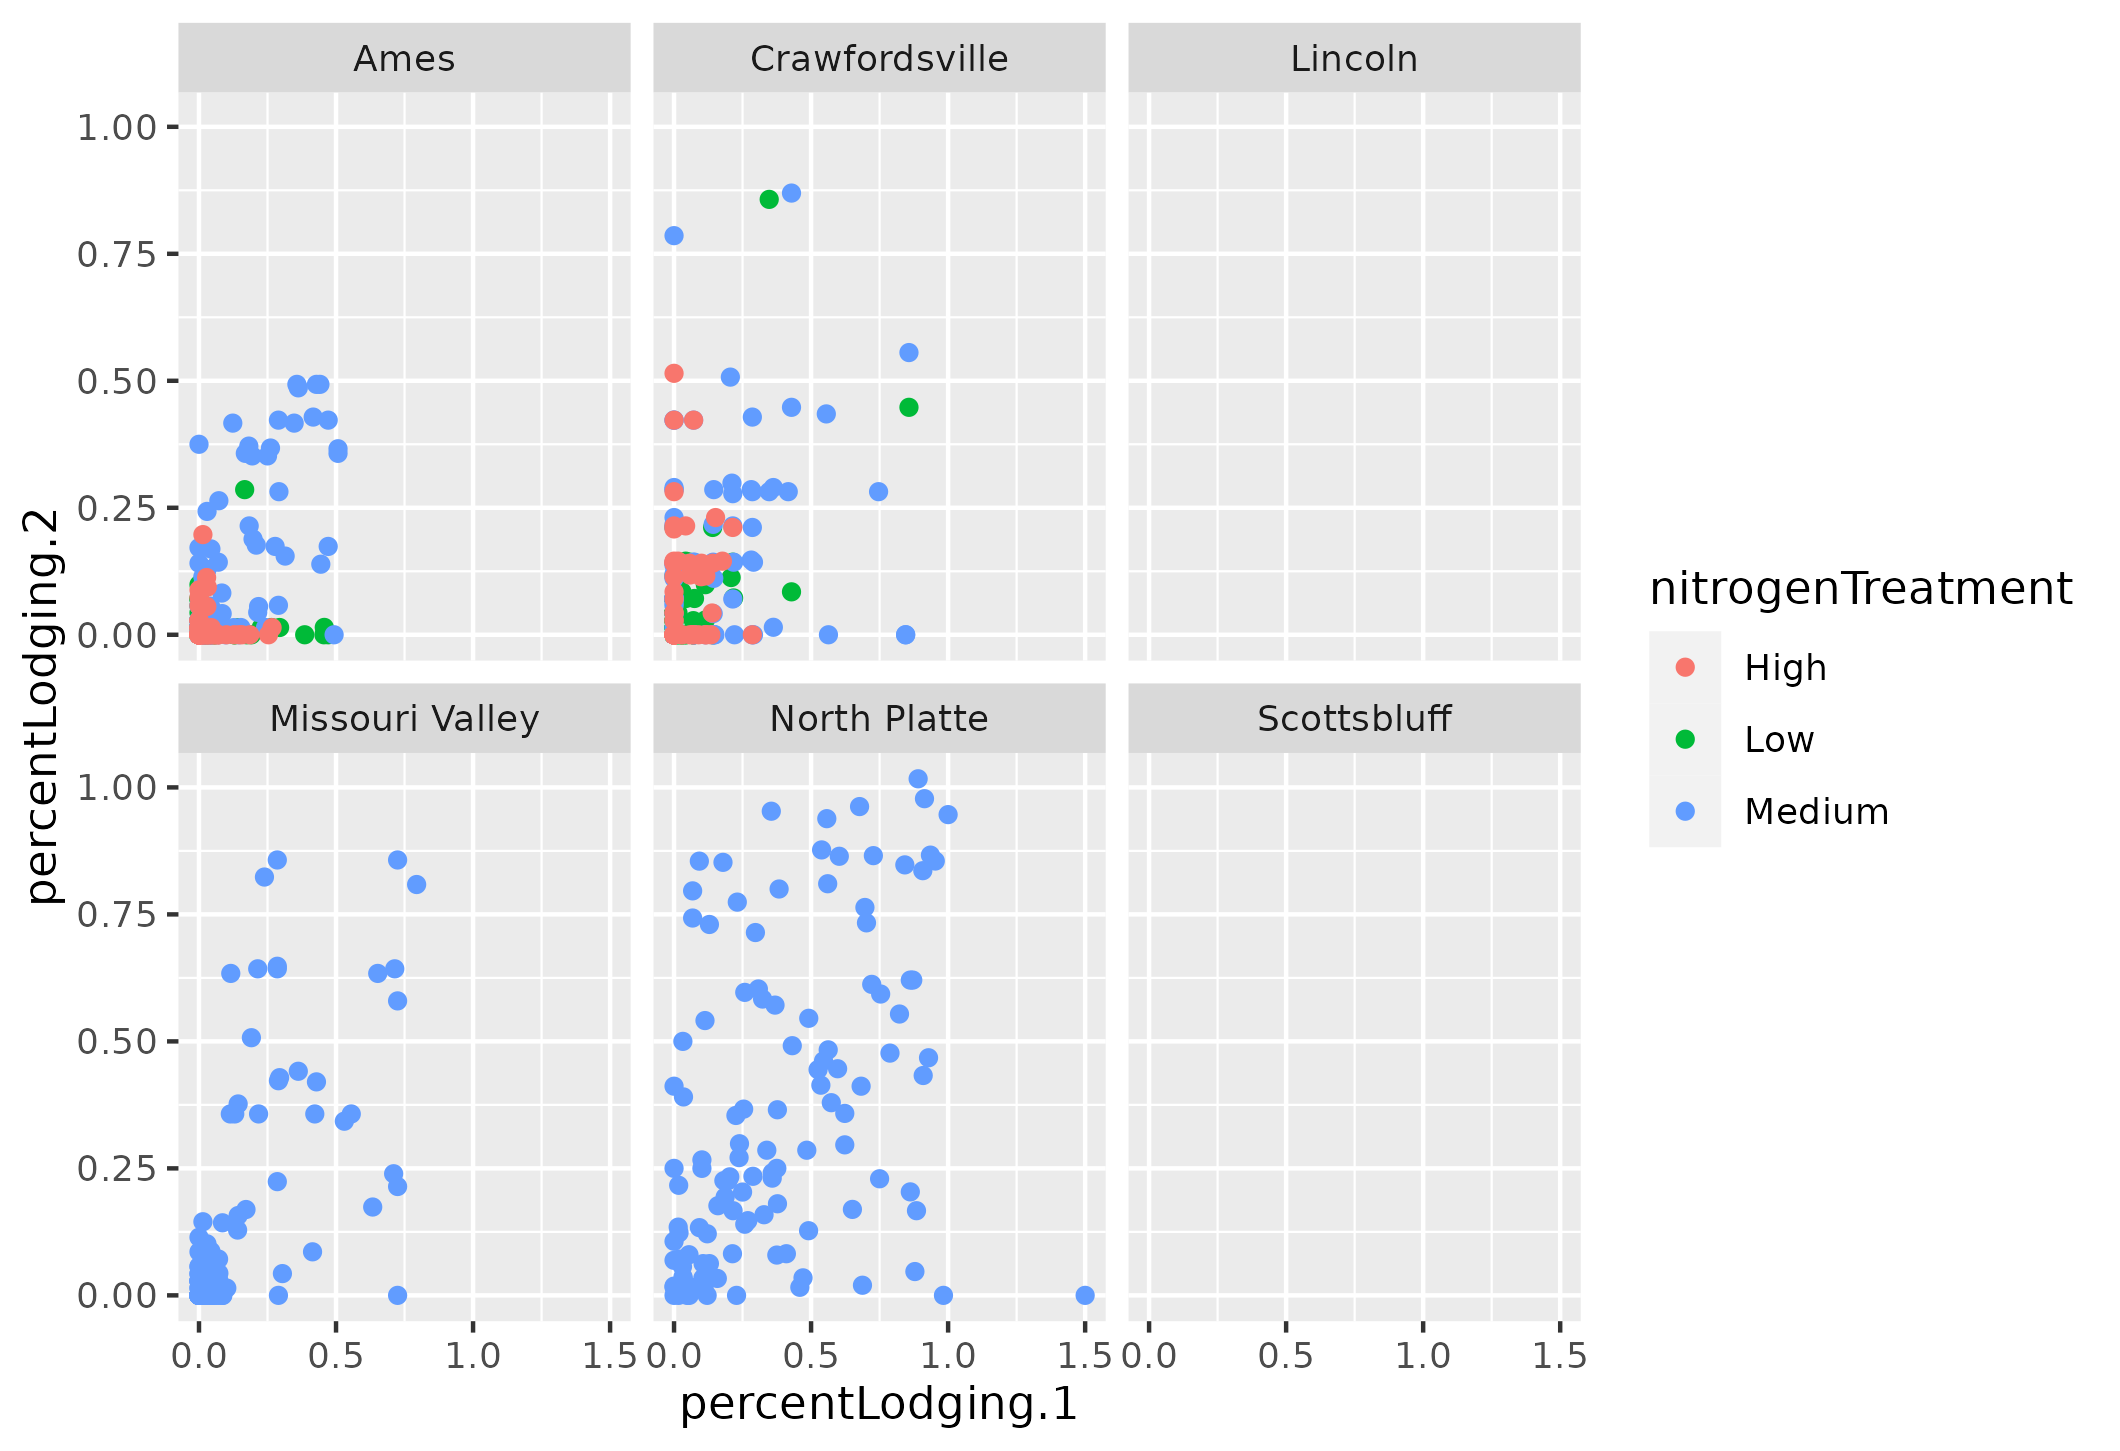 Ames Crawfordsville Lincoln
1.00
0.75
0.50
0.25
0.00
percentLodging.2
Missouri Valley North Platte Scottsbluff
1.00
0.75
0.50
0.25
0.00
0.0 0.5 1.0 1.5 0.0 0.5 1.0 1.5 0.0 0.5 1.0 1.5
percentLodging.1
nitrogenTreatment
High
Low
Medium